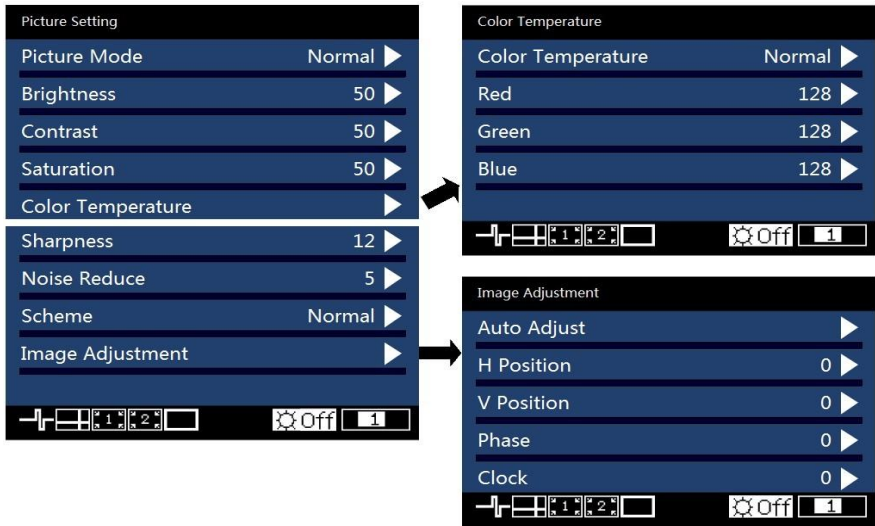 Picture Setting
Picture Mode Normal
Brightness 50
Contrast 50
Saturation 50
Color Temperature
Sharpness 12
Noise Reduce 5
Scheme Normal
Image Adjustment
1 2 Off 1
Color Temperature
Color Temperature Normal
Red 128
Green 128
Blue 128
1 2 Off 1
Image Adjustment
Auto Adjust
H Position 0
V Position 0
Phase 0
Clock 0
1 2 Off 1